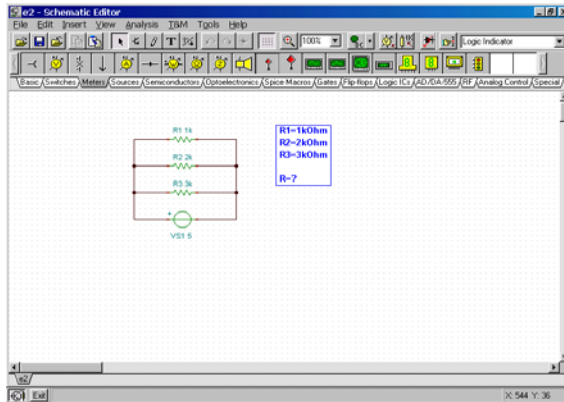 e2 - Schematic Editor
File Edit Insert View Analysis T&M Tools Help
100% Logic Indicator
Basic Switches Meters Sources Semiconductors Optoelectronics Spice Macros Gates Flip-flops Logic ICs AD/DA/555 RF Analog Control Special
R1 1k
R2 2k
R3 3k
+
VS1 5
R1=1kOhm
R2=2kOhm
R3=3kOhm
R=?
e2
Exit X: 544 Y: 36